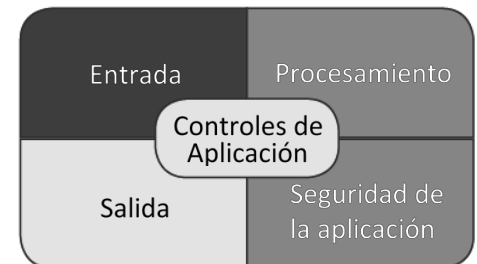 Entrada
Procesamiento
Controles de
Aplicación
Salida
Seguridad de
la aplicación